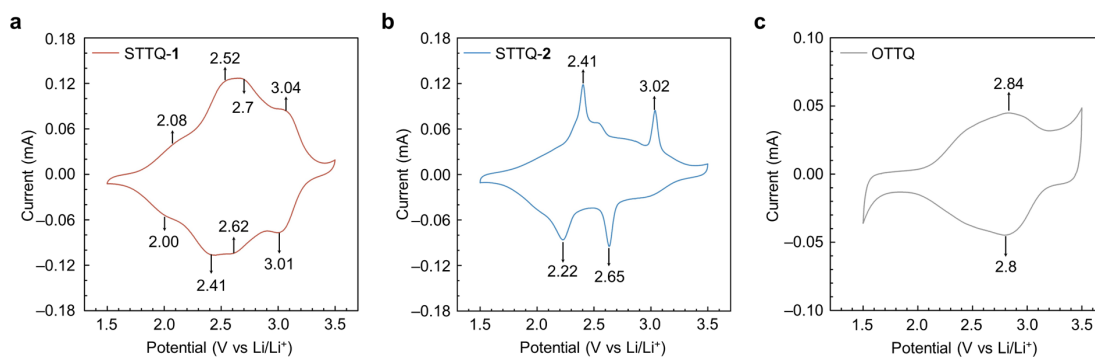 a
STTQ-1
0.18
0.12
0.06
0.00
–0.06
–0.12
–0.18
Current (mA)
2.08
2.52
2.7
3.04
2.00
2.41
2.62
3.01
1.5 2.0 2.5 3.0 3.5
Potential (V vs Li/Li⁺)
b
STTQ-2
0.18
0.12
0.06
0.00
–0.06
–0.12
–0.18
Current (mA)
2.41
3.02
2.22
2.65
1.5 2.0 2.5 3.0 3.5
Potential (V vs Li/Li⁺)
c
OTTQ
0.10
0.05
0.00
–0.05
–0.10
Current (mA)
2.84
2.8
1.5 2.0 2.5 3.0 3.5
Potential (V vs Li/Li⁺)